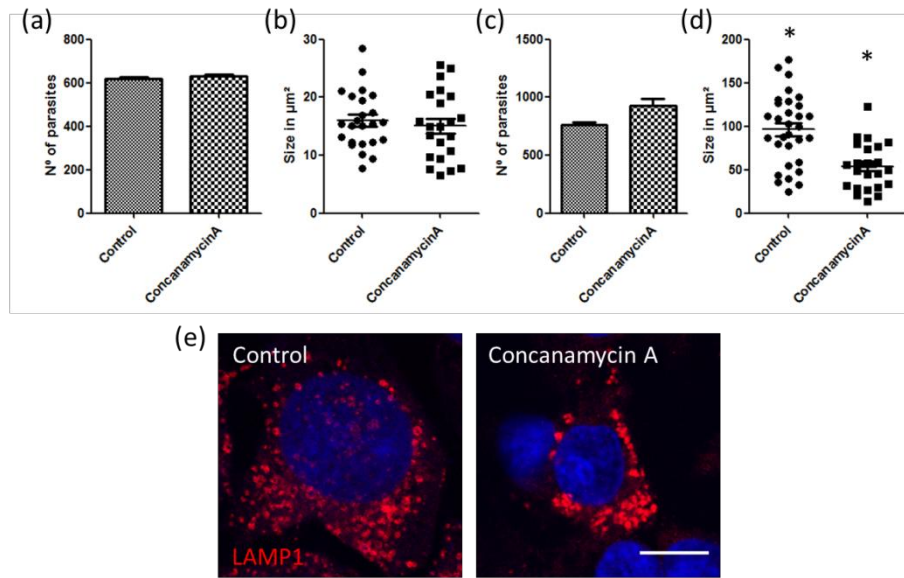 (a)
Nº of parasites
800
600
400
200
0
Control
ConcanamycinA
(b)
Size in µm²
30
20
10
0
Control
ConcanamycinA
(c)
Nº of parasites
1500
1000
500
0
Control
ConcanamycinA
(d)
Size in µm²
200
150
100
50
0
*
*
Control
ConcanamycinA
(e)
Control
LAMP1
Concanamycin A